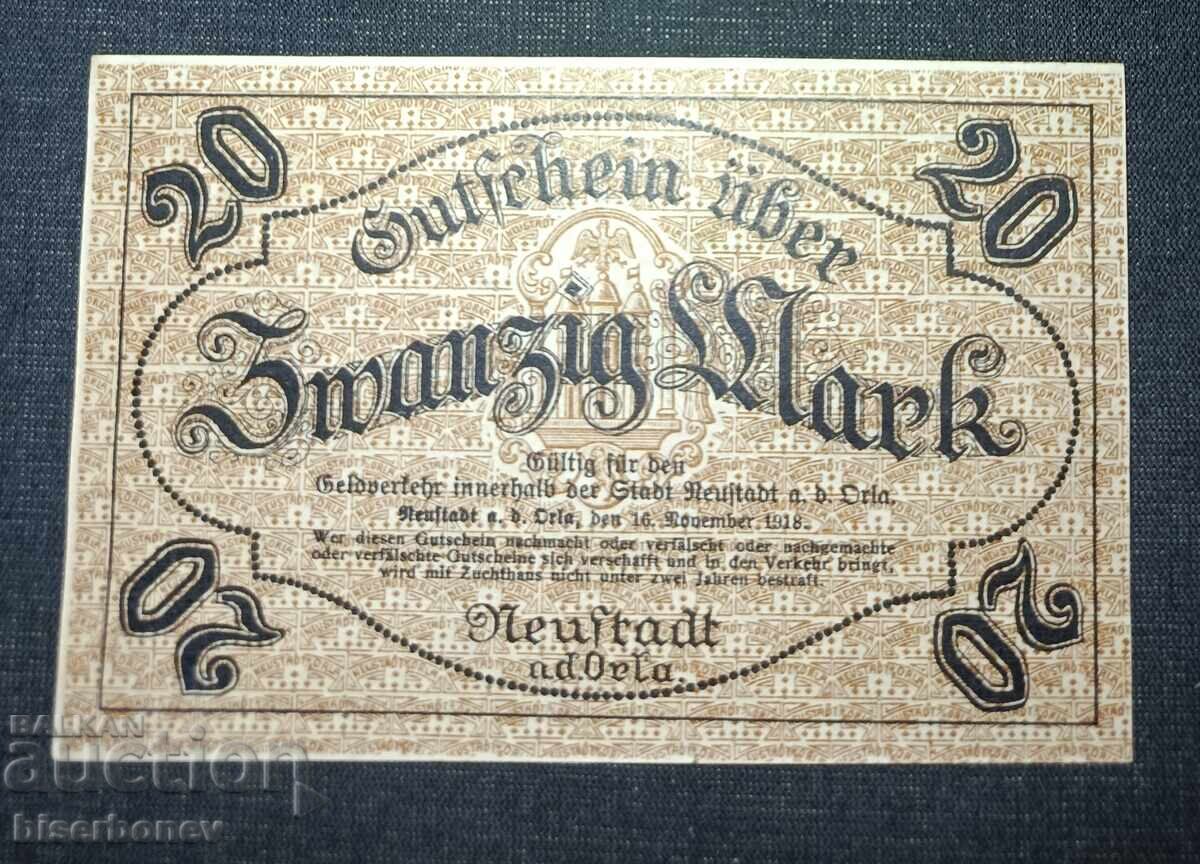 20
20
Gutschein über
Zwanzig Mark
Gültig für den
Geldverkehr innerhalb der Stadt Neustadt a. d. Orla.
Neustadt a. d. Orla, den 16. November 1918.
Wer diesen Gutschein nachmacht oder verfälscht oder nachgemachte
oder verfälschte Gutscheine sich verschafft und in den Verkehr bringt,
wird mit Zuchthaus nicht unter zwei Jahren bestraft.
20
20
Neustadt
a.d.Orla.
BALKAN
auction
biserbonev